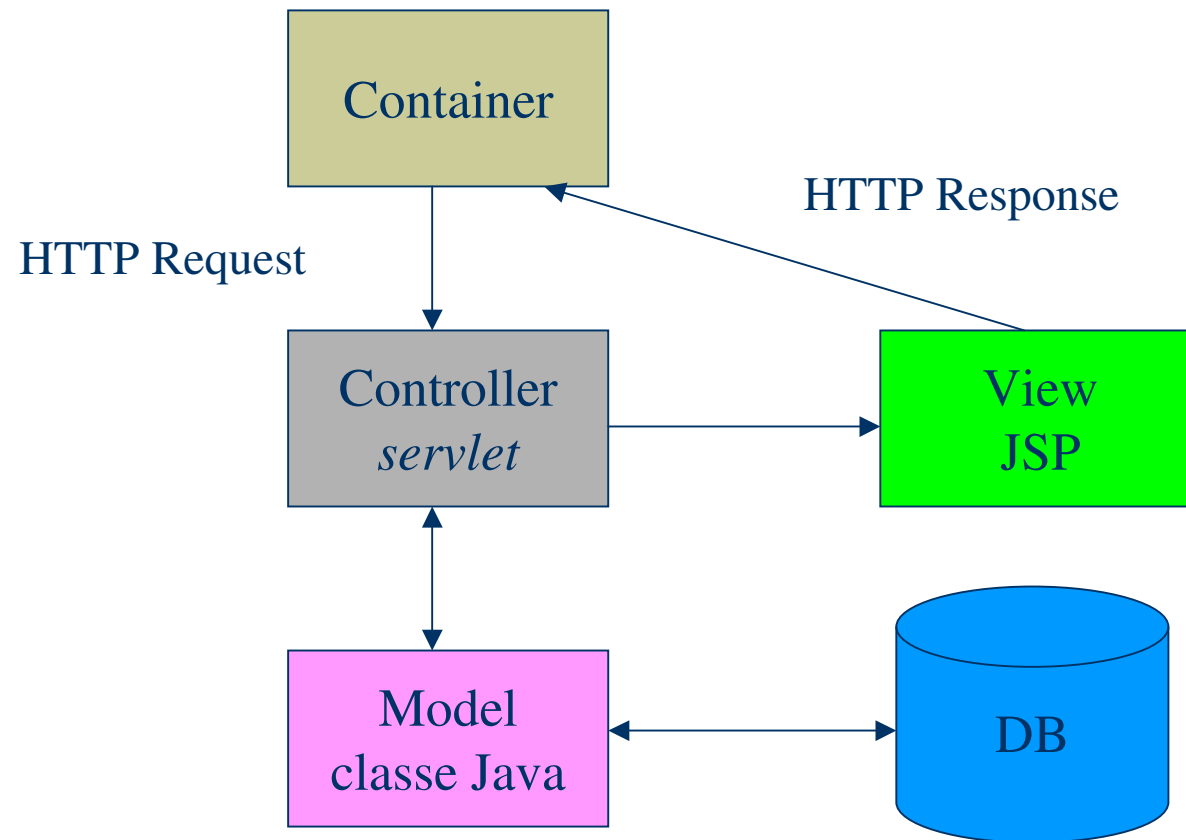 Container
HTTP Response
HTTP Request
Controller
servlet
View
JSP
Model
classe Java
DB